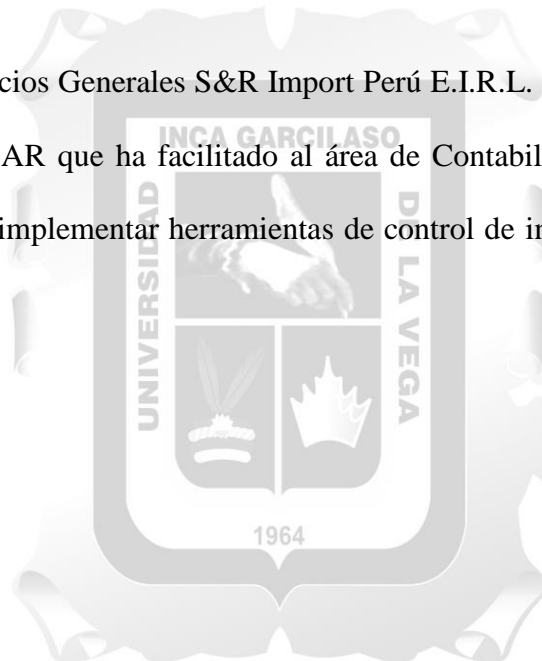 cios Generales S&R Import Perú E.I.R.L.
AR que ha facilitado al área de Contabil
implementar herramientas de control de in
INCA GARCILASO
UNIVERSIDAD
DE LA VEGA
1964